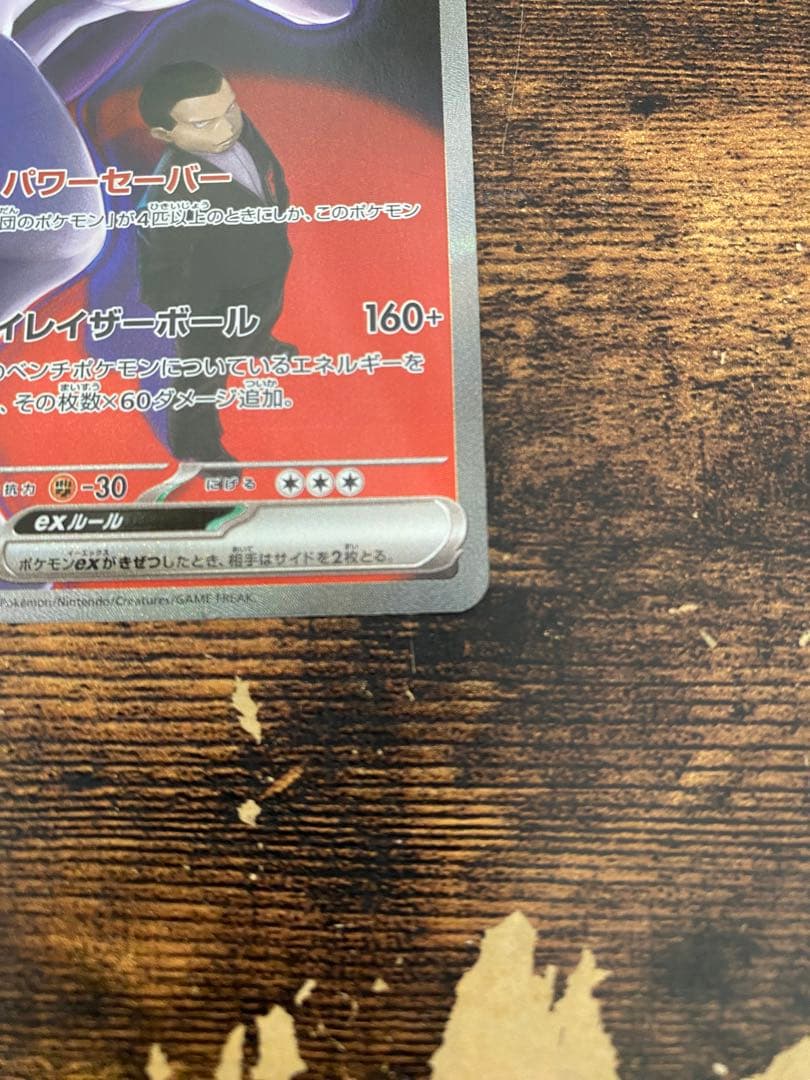 パワーセーバー
団のポケモン」が4匹以上のときにしか、このポケモン
イレイザーボール 160+
のベンチポケモンについているエネルギーを
、その枚数×60ダメージ追加。
抗力 -30 にげる
exルール
ポケモンexがきぜつしたとき、相手はサイドを2枚とる。
Pokémon/Nintendo/Creatures/GAME FREAK.